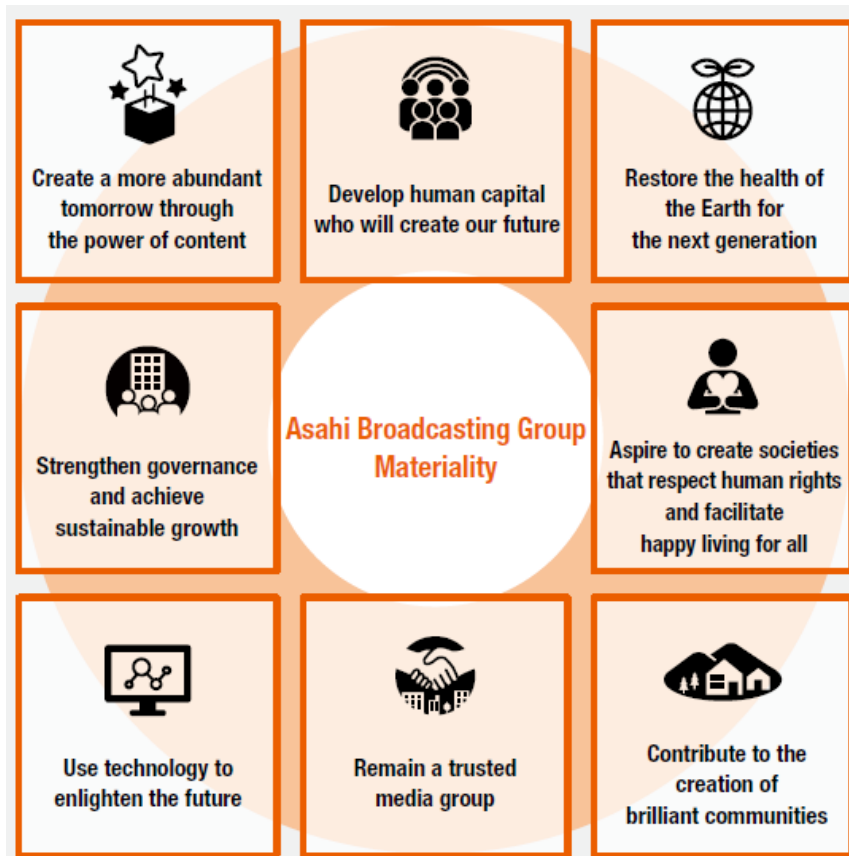 Create a more abundant
tomorrow through
the power of content
Develop human capital
who will create our future
Restore the health of
the Earth for
the next generation
Strengthen governance
and achieve
sustainable growth
Asahi Broadcasting Group
Materiality
Aspire to create societies
that respect human rights
and facilitate
happy living for all
Use technology to
enlighten the future
Remain a trusted
media group
Contribute to the
creation of
brilliant communities